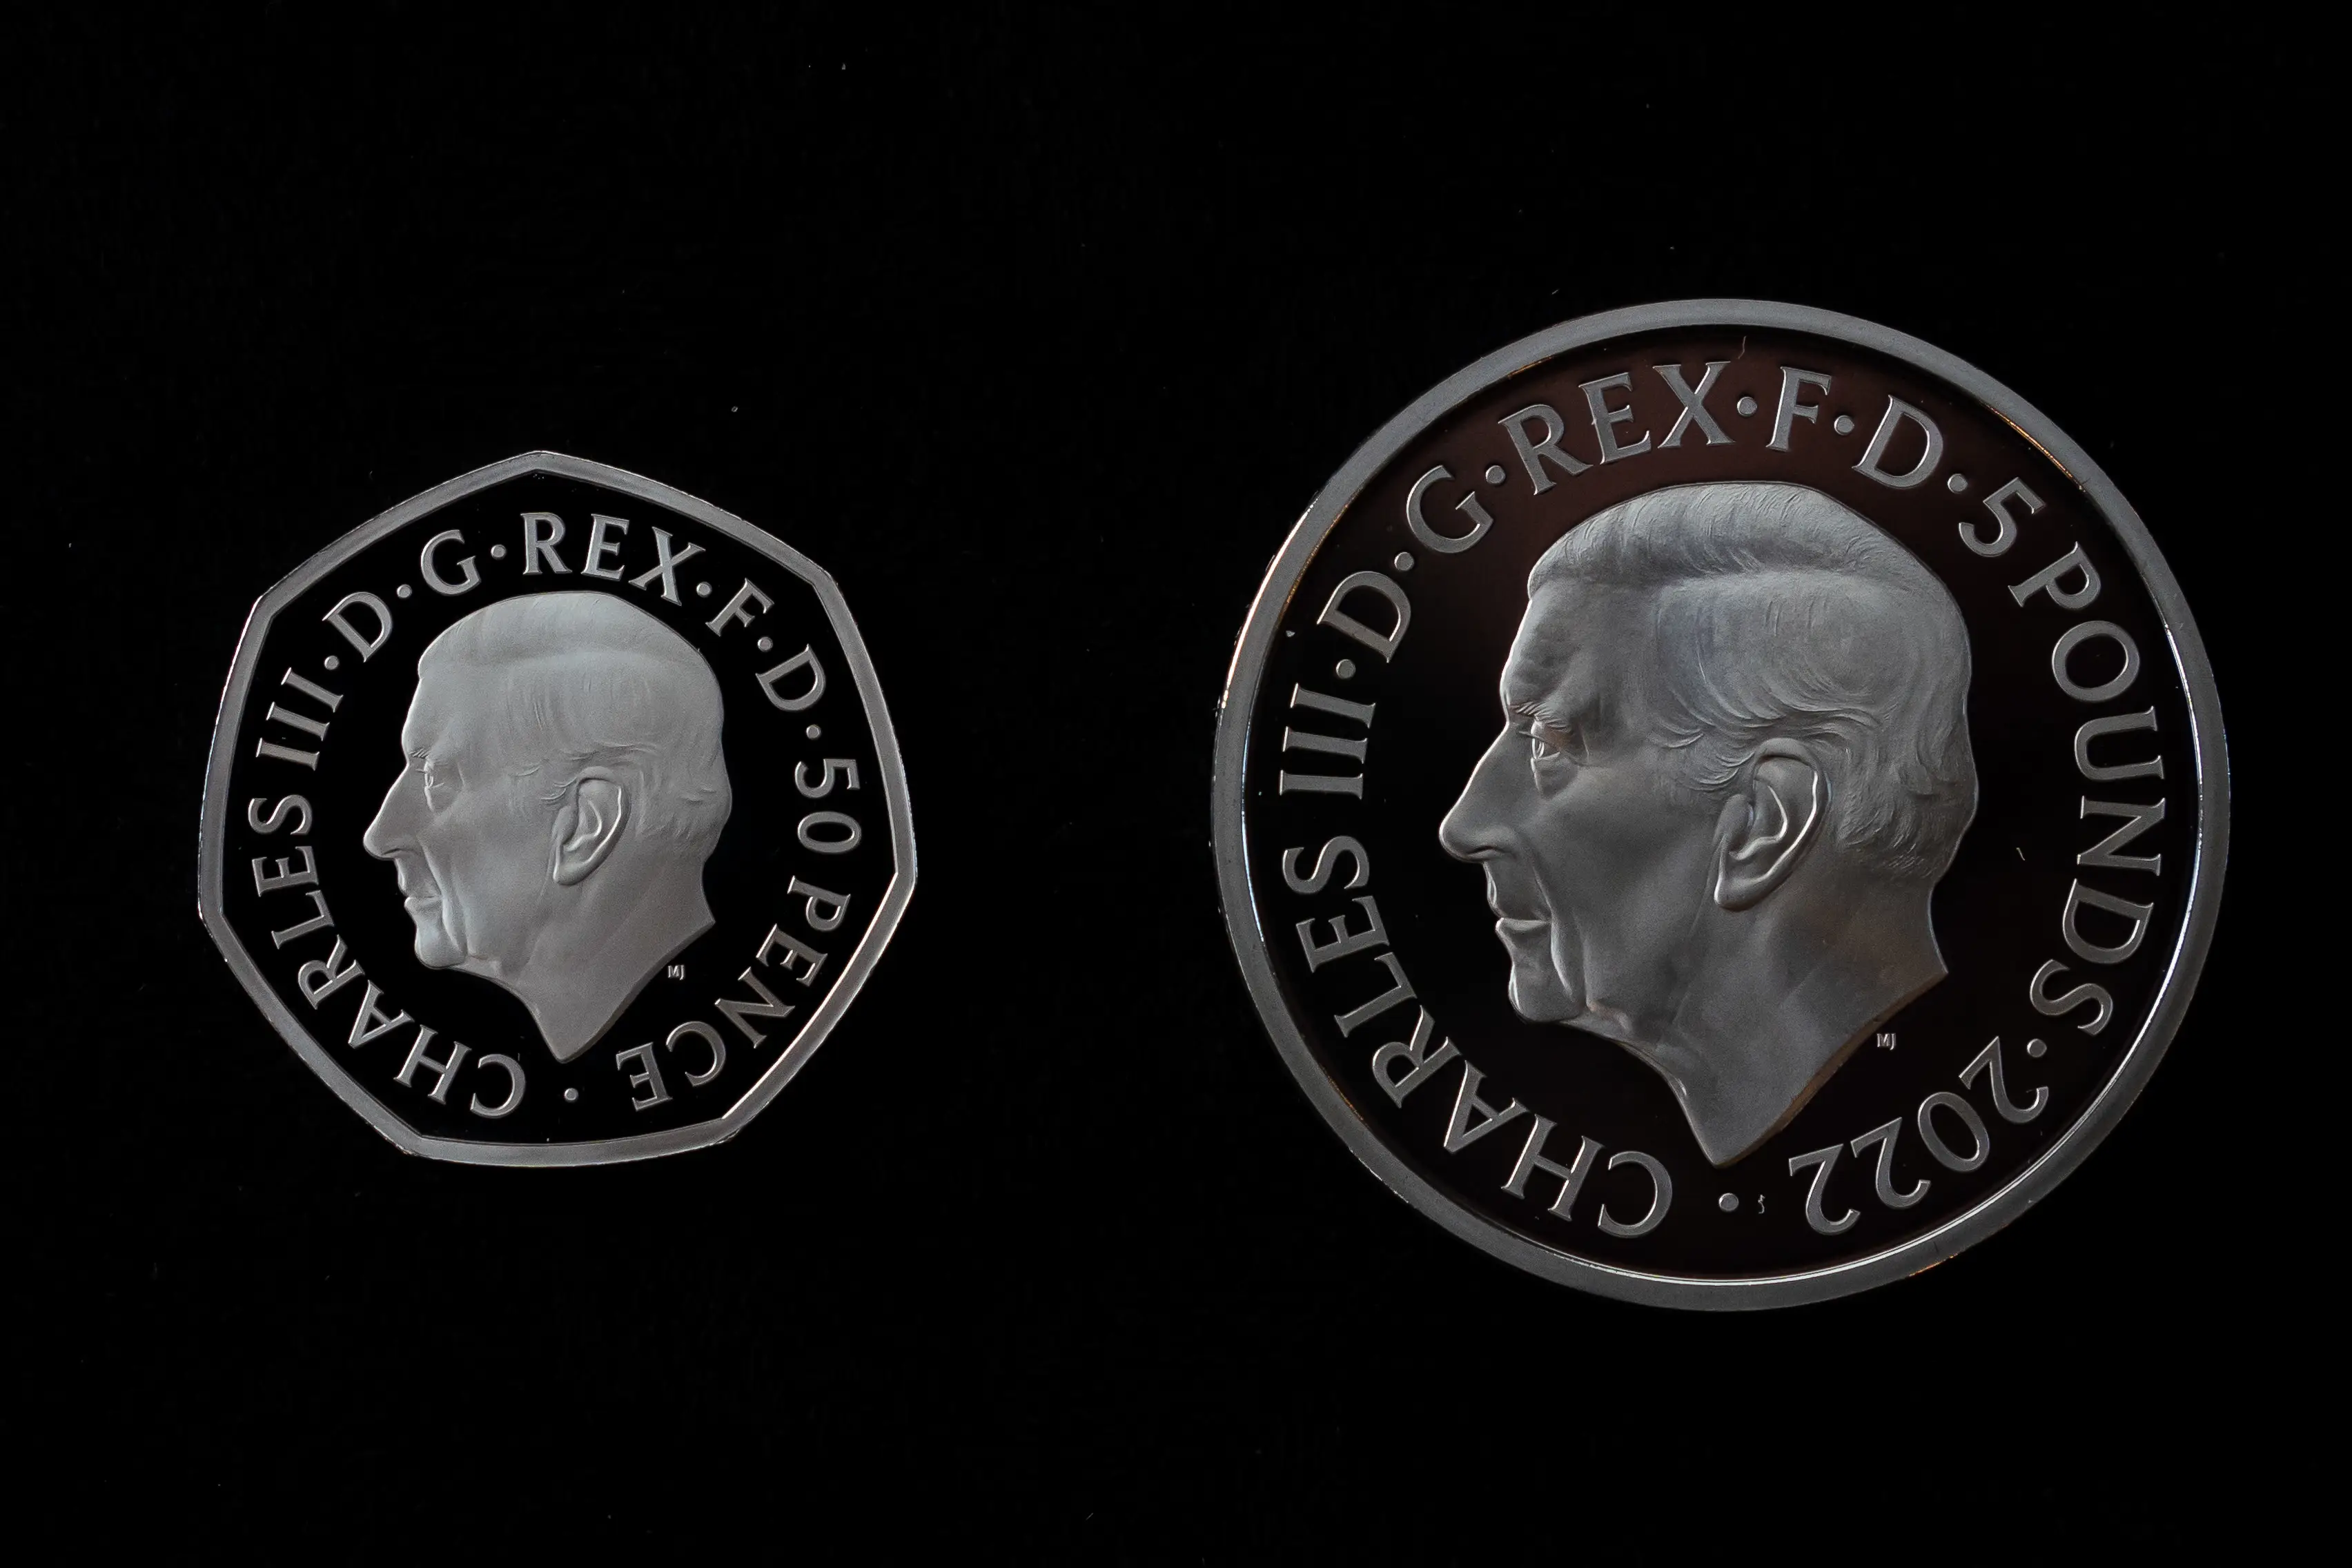 CHARLES III·D·G·REX·F·D·50 PENCE·
MJ
CHARLES III·D·G·REX·F·D·5 POUNDS·2022·
MJ